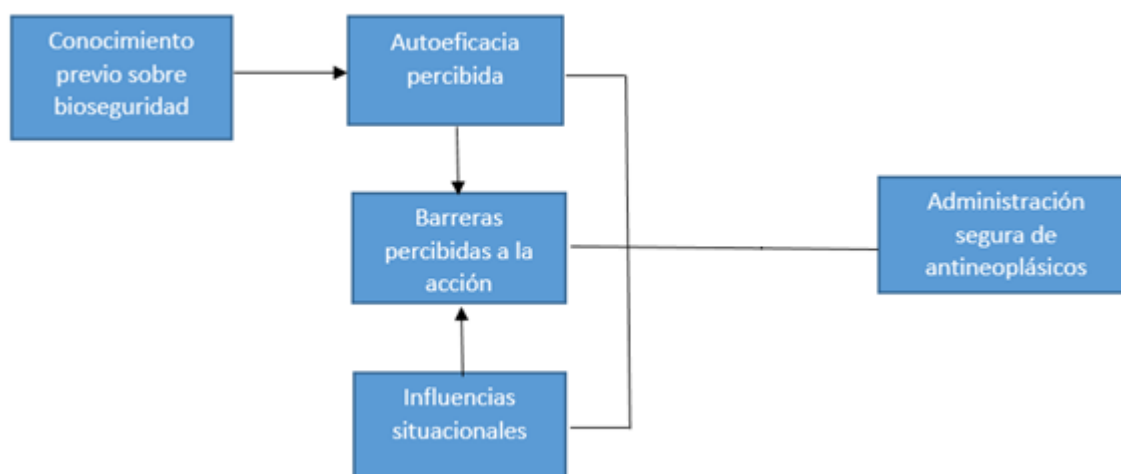 Conocimiento
previo sobre
bioseguridad
Autoeficacia
percibida
Barreras
percibidas a la
acción
Influencias
situacionales
Administración
segura de
antineoplásicos